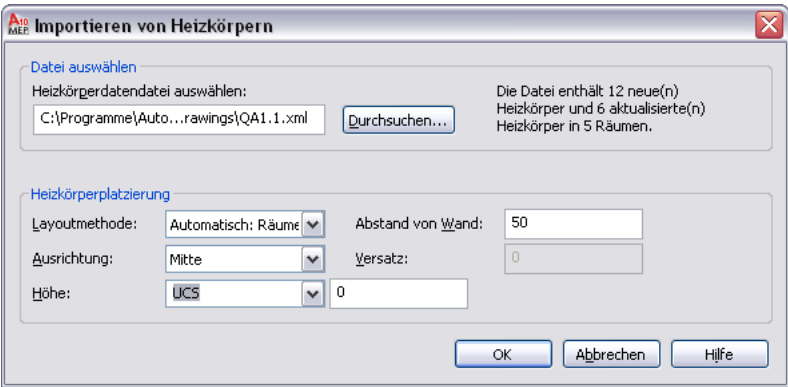 A10 MEP Importieren von Heizkörpern
Datei auswählen
Heizkörperdatendatei auswählen:
C:\Programme\Auto...rawings\QA1.1.xml
Durchsuchen...
Die Datei enthält 12 neue(n)
Heizkörper und 6 aktualisierte(n)
Heizkörper in 5 Räumen.
Heizkörperplatzierung
Layoutmethode:
Automatisch: Räume
Abstand von Wand:
50
Ausrichtung:
Mitte
Versatz:
0
Höhe:
UCS
0
OK
Abbrechen
Hilfe